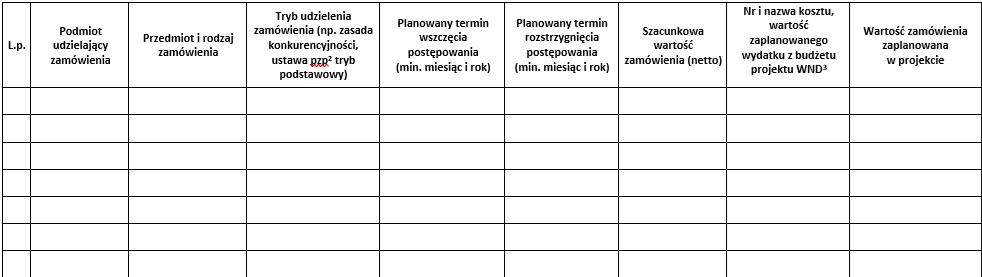 L.p.
Podmiot
udzielający
zamówienia
Przedmiot i rodzaj
zamówienia
Tryb udzielenia
zamówienia (np. zasada
konkurencyjności,
ustawa pzp² tryb
podstawowy)
Planowany termin
wszczęcia
postępowania
(min. miesiąc i rok)
Planowany termin
rozstrzygnięcia
postępowania
(min. miesiąc i rok)
Szacunkowa
wartość
zamówienia (netto)
Nr i nazwa kosztu,
wartość
zaplanowanego
wydatku z budżetu
projektu WND³
Wartość zamówienia
zaplanowana
w projekcie